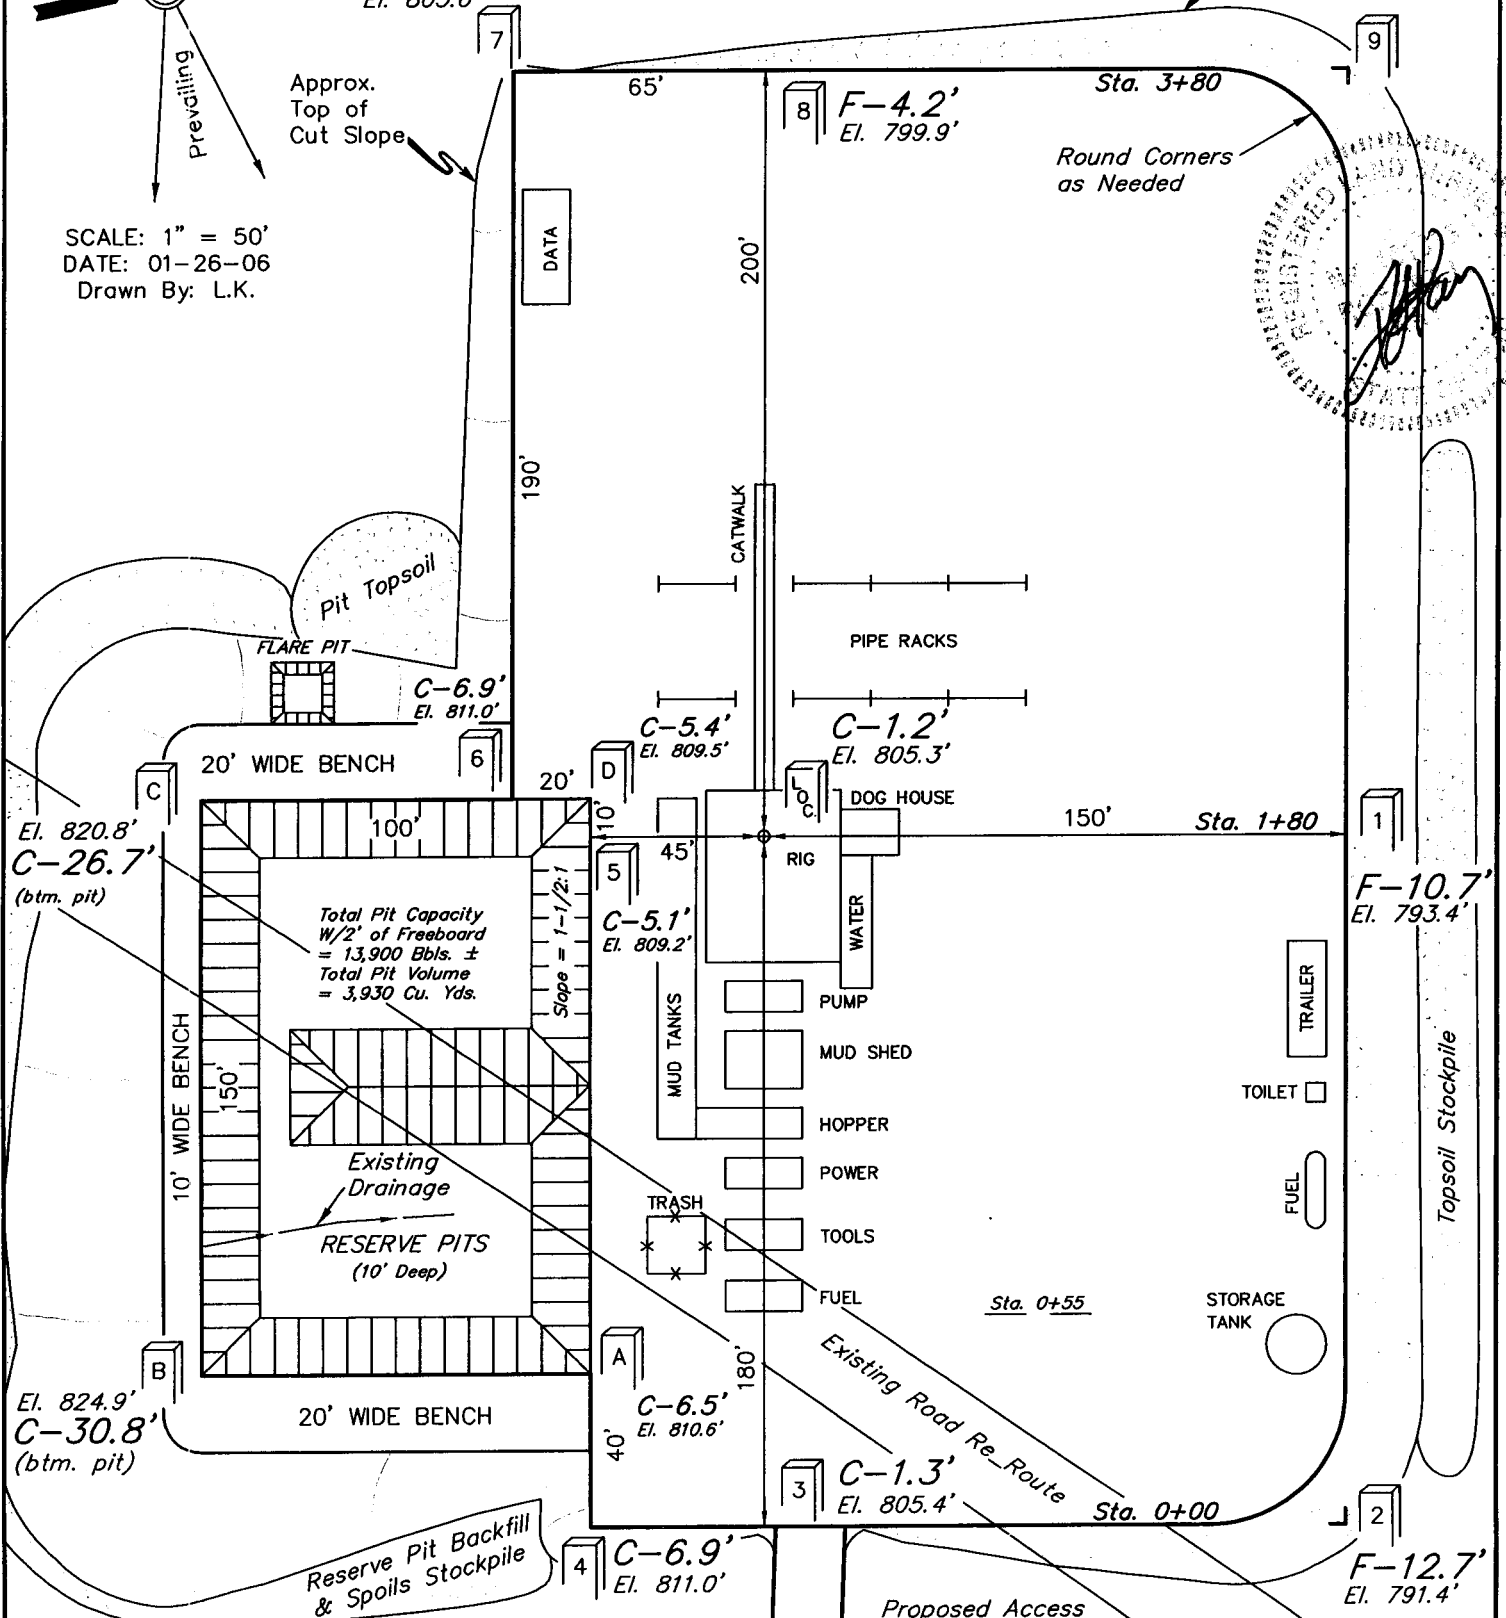 El. 805.6'
7
9
Prevailing
Approx.
Top of
Cut Slope
65'
8
F-4.2'
El. 799.9'
Sta. 3+80
Round Corners
as Needed
REGISTERED LAND
STATE
SCALE: 1" = 50'
DATE: 01-26-06
Drawn By: L.K.
DATA
200'
190'
CATWALK
Pit Topsoil
FLARE PIT
PIPE RACKS
C-6.9'
El. 811.0'
C-5.4'
El. 809.5'
C-1.2'
El. 805.3'
6
20' WIDE BENCH
C
20'
D
10'
LOC.
DOG HOUSE
El. 820.8'
C-26.7'
(btm. pit)
100'
45'
RIG
150'
Sta. 1+80
1
5
F-10.7'
El. 793.4'
Total Pit Capacity
W/2' of Freeboard
= 13,900 Bbls. ±
Total Pit Volume
= 3,930 Cu. Yds.
Slope = 1-1/2:1
C-5.1'
El. 809.2'
WATER
TRAILER
PUMP
MUD TANKS
MUD SHED
10' WIDE BENCH
150'
TOILET
Topsoil Stockpile
HOPPER
Existing
Drainage
POWER
FUEL
TRASH
RESERVE PITS
(10' Deep)
TOOLS
FUEL
Sta. 0+55
STORAGE
TANK
B
A
El. 824.9'
C-30.8'
(btm. pit)
20' WIDE BENCH
C-6.5'
El. 810.6'
180'
40'
Existing Road Re_Route
3
C-1.3'
El. 805.4'
Sta. 0+00
2
Reserve Pit Backfill
& Spoils Stockpile
4
C-6.9'
El. 811.0'
F-12.7'
El. 791.4'
Proposed Access